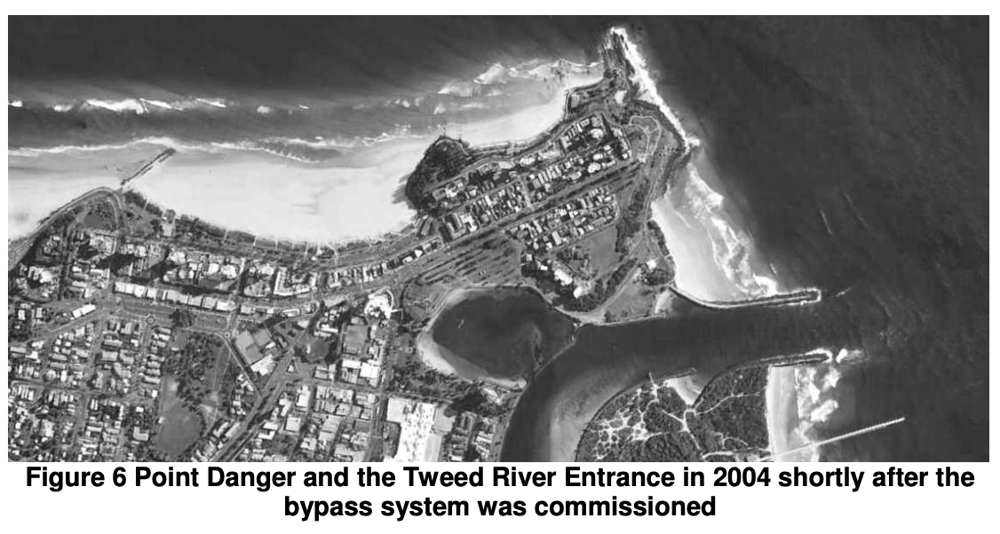 Figure 6 Point Danger and the Tweed River Entrance in 2004 shortly after the
bypass system was commissioned